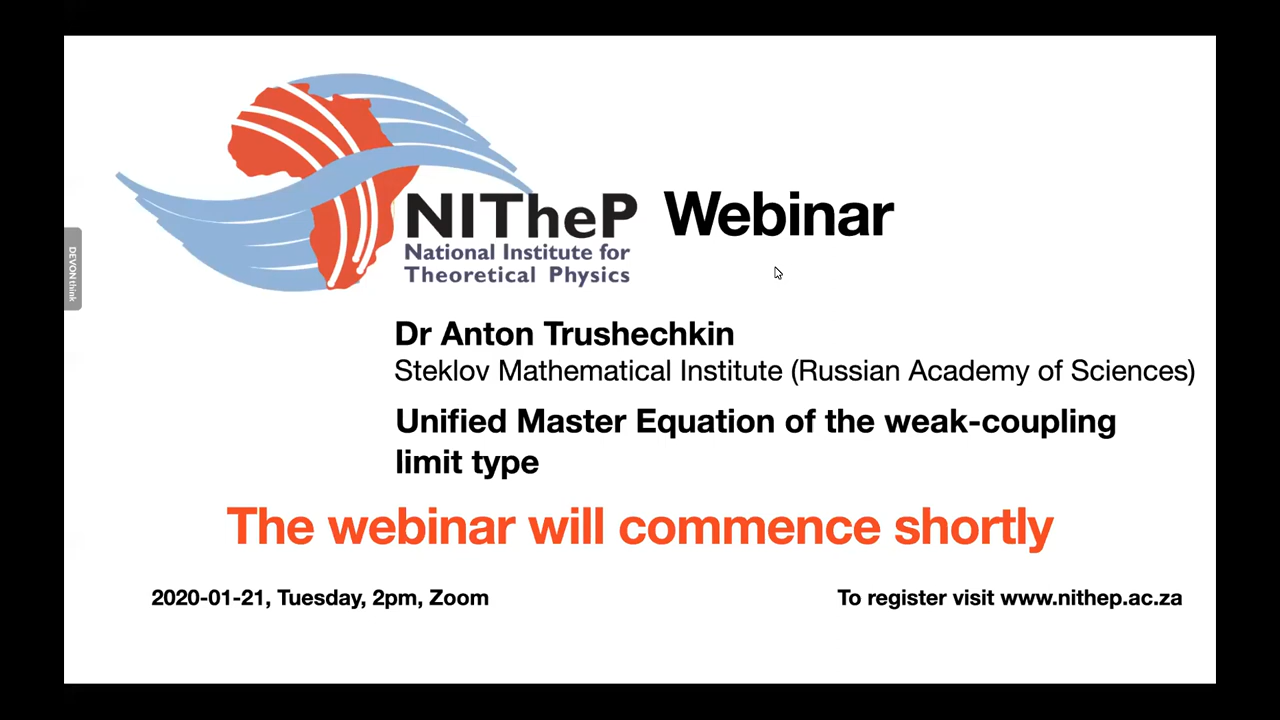 NITheP Webinar
National Institute for
Theoretical Physics
DEVONthink
Dr Anton Trushechkin
Steklov Mathematical Institute (Russian Academy of Sciences)
Unified Master Equation of the weak-coupling
limit type
The webinar will commence shortly
2020-01-21, Tuesday, 2pm, Zoom
To register visit www.nithep.ac.za